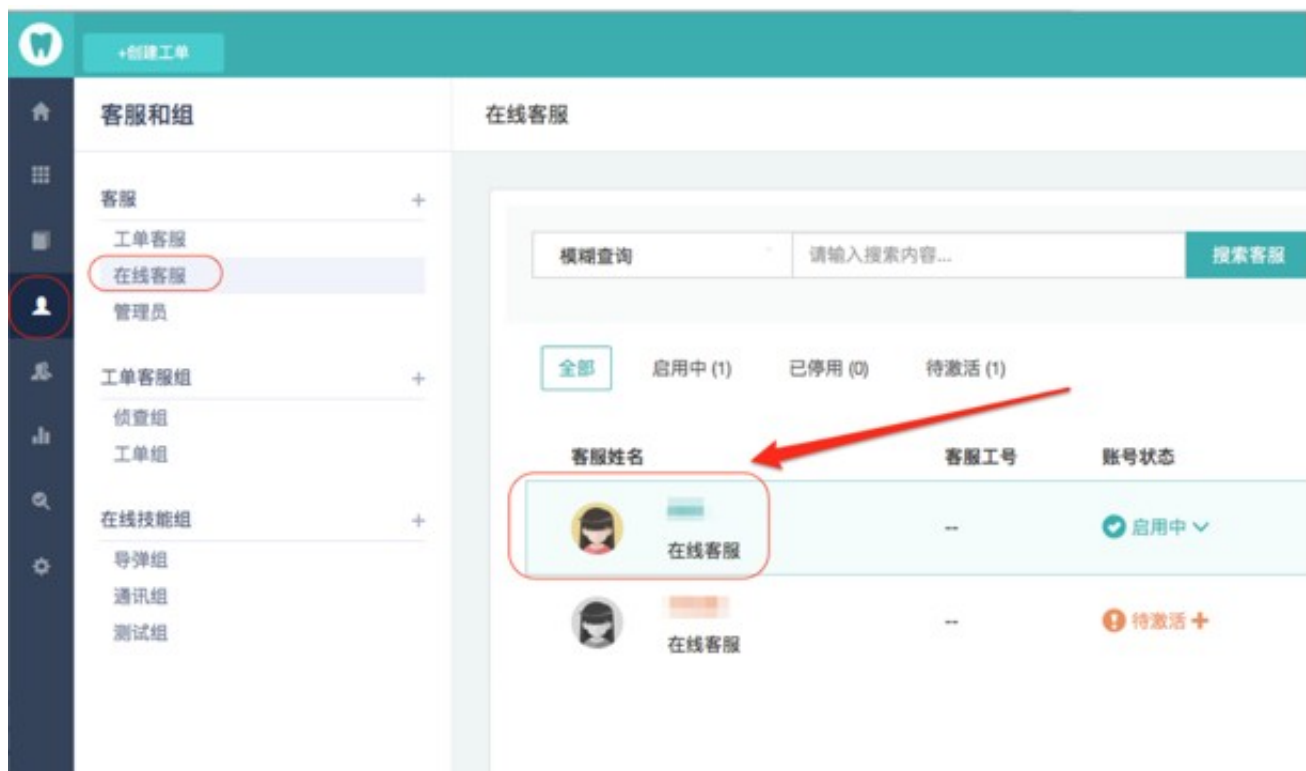 +创建工单
客服和组
在线客服
客服
+
工单客服
在线客服
管理员
工单客服组
+
侦查组
工单组
在线技能组
+
导弹组
通讯组
测试组
模糊查询
请输入搜索内容...
搜索客服
全部
启用中 (1)
已停用 (0)
待激活 (1)
客服姓名
客服工号
账号状态
在线客服
--
启用中
在线客服
--
待激活